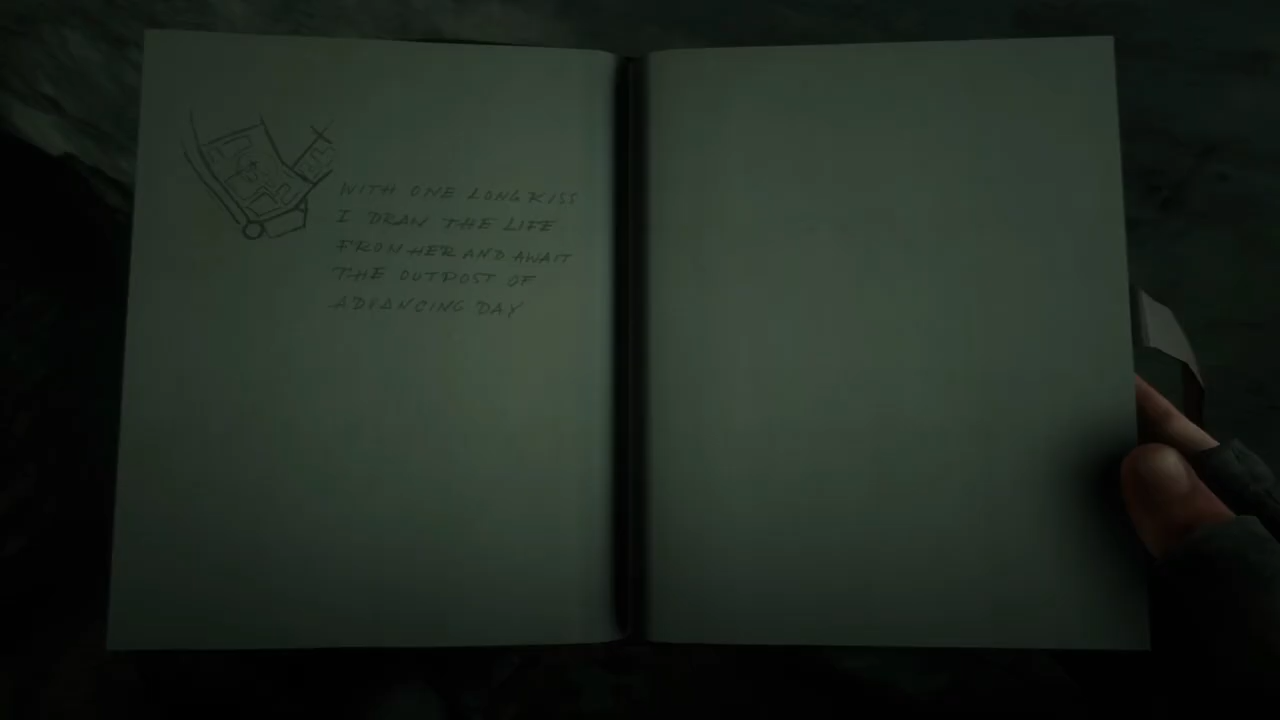 WITH ONE LONG KISS
I DRAW THE LIFE
FROM HER AND AWAIT
THE OUTPOST OF
ADVANCING DAY